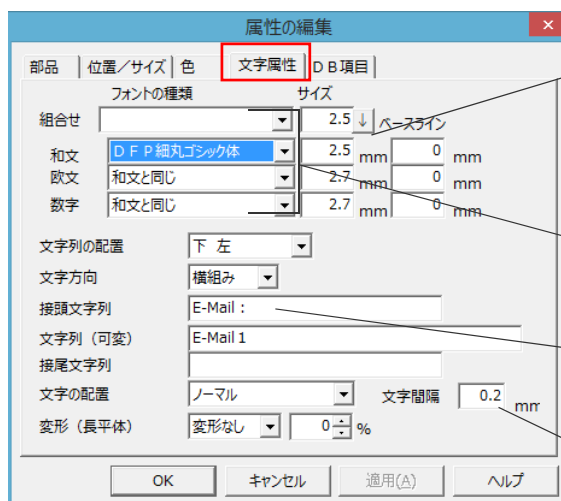 属性の編集 ×
部品 位置／サイズ 色 文字属性 ＤＢ項目
フォントの種類 サイズ
組合せ 2.5 ↓ ベースライン
和文 ＤＦＰ細丸ゴシック体 2.5 mm 0 mm
欧文 和文と同じ 2.7 mm 0 mm
数字 和文と同じ 2.7 mm 0 mm
文字列の配置 下 左
文字方向 横組み
接頭文字列 E-Mail :
文字列（可変） E-Mail 1
接尾文字列
文字の配置 ノーマル 文字間隔 0.2 mm
変形（長平体） 変形なし 0 %
OK キャンセル 適用(A) ヘルプ